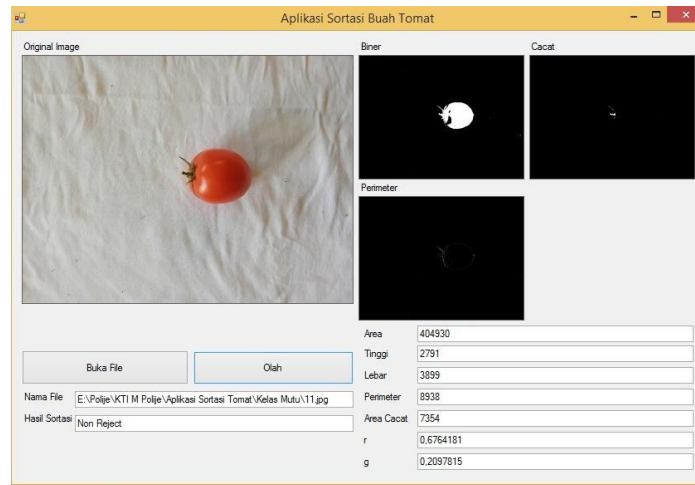 Aplikasi Sortasi Buah Tomat
Original Image
Biner
Cacat
Perimeter
Buka File
Olah
Nama File E:\Polije\KTI M Polije\Aplikasi Sortasi Tomat\Kelas Mutu\11.jpg
Hasil Sortasi Non Reject
Area 404930
Tinggi 2791
Lebar 3899
Perimeter 8938
Area Cacat 7354
r 0,6764181
g 0,2097815